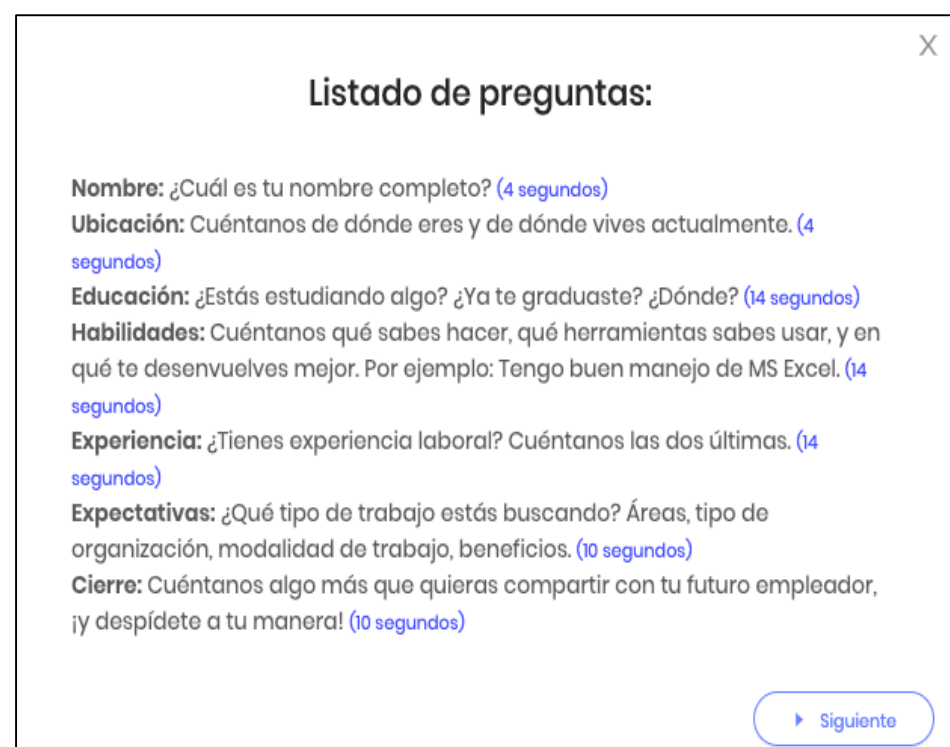 X
Listado de preguntas:
Nombre: ¿Cuál es tu nombre completo? (4 segundos)
Ubicación: Cuéntanos de dónde eres y de dónde vives actualmente. (4
segundos)
Educación: ¿Estás estudiando algo? ¿Ya te graduaste? ¿Dónde? (14 segundos)
Habilidades: Cuéntanos qué sabes hacer, qué herramientas sabes usar, y en
qué te desenvuelves mejor. Por ejemplo: Tengo buen manejo de MS Excel. (14
segundos)
Experiencia: ¿Tienes experiencia laboral? Cuéntanos las dos últimas. (14
segundos)
Expectativas: ¿Qué tipo de trabajo estás buscando? Áreas, tipo de
organización, modalidad de trabajo, beneficios. (10 segundos)
Cierre: Cuéntanos algo más que quieras compartir con tu futuro empleador,
¡y despídete a tu manera! (10 segundos)
Siguiente